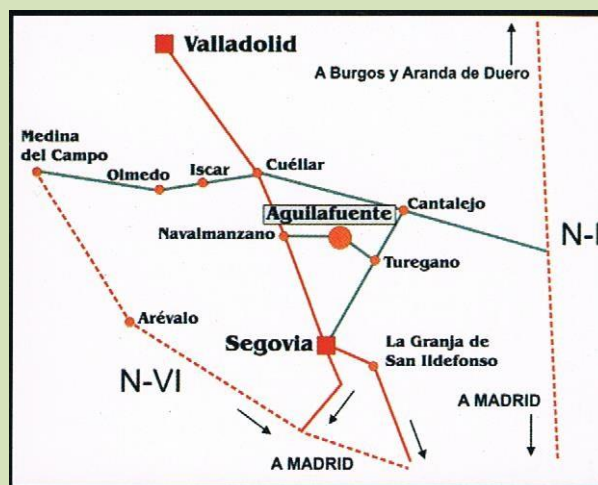 Valladolid
A Burgos y Aranda de Duero
Medina
del Campo
Olmedo
Iscar
Cuéllar
Cantalejo
Aguilafuente
Navalmanzano
Turegano
N-I
Arévalo
Segovia
La Granja de
San Ildefonso
N-VI
A MADRID
A MADRID